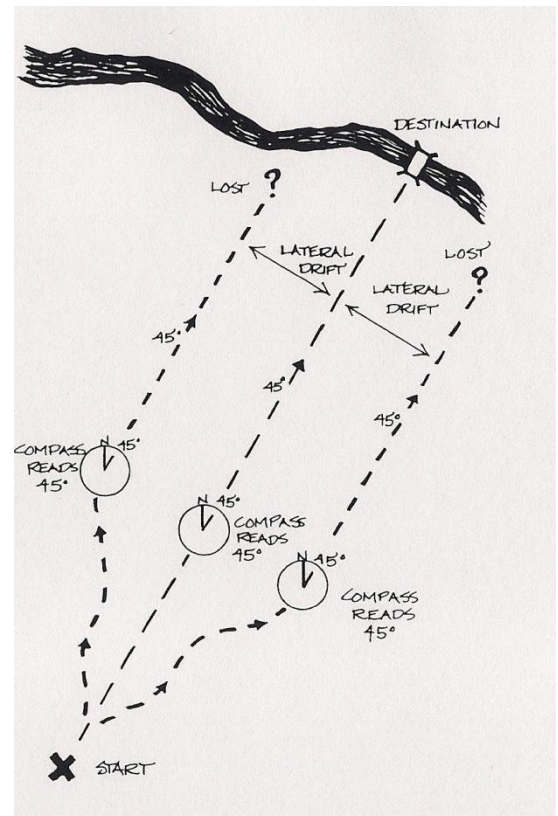 DESTINATION
LOST
?
LATERAL
DRIFT
LOST
?
LATERAL
DRIFT
45°
45°
45°
N 45°
COMPASS
READS
45°
N 45°
COMPASS
READS
45°
N 45°
COMPASS
READS
45°
START